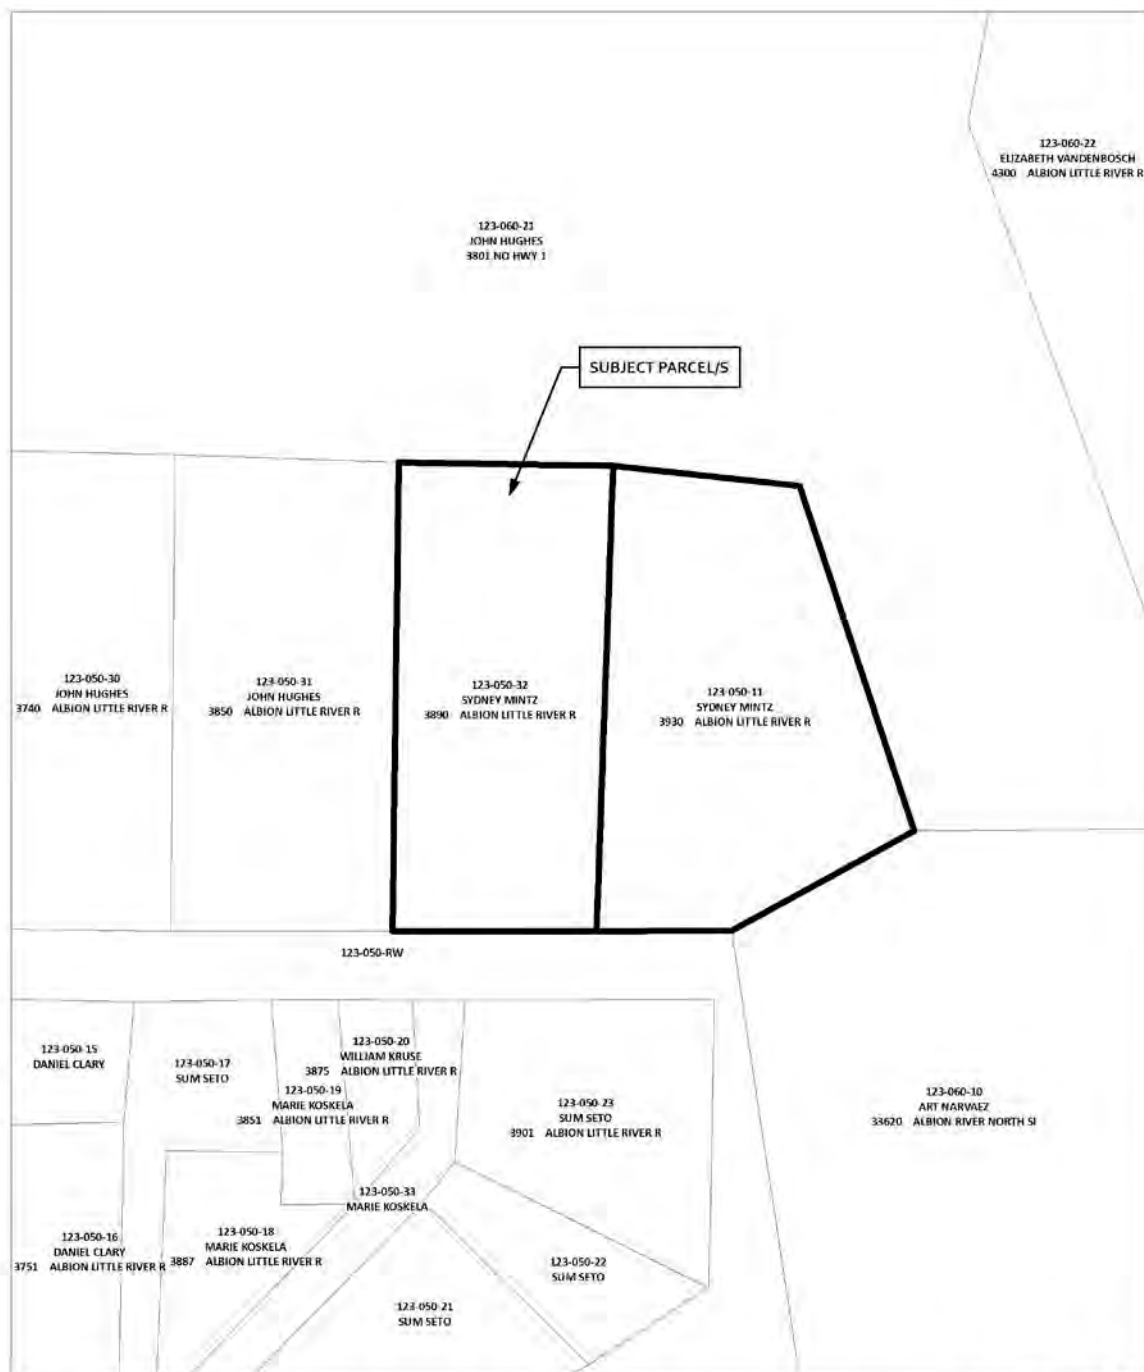 123-060-22
ELIZABETH VANDENBOSCH
4300 ALBION LITTLE RIVER R
123-060-21
JOHN HUGHES
3801 NO HWY 1
SUBJECT PARCEL/S
123-050-30
JOHN HUGHES
3740 ALBION LITTLE RIVER R
123-050-31
JOHN HUGHES
3850 ALBION LITTLE RIVER R
123-050-32
SYDNEY MINTZ
3890 ALBION LITTLE RIVER R
123-050-11
SYDNEY MINTZ
3930 ALBION LITTLE RIVER R
123-050-RW
123-050-15
DANIEL CLARY
123-050-17
SUM SETO
123-050-20
WILLIAM KRUSE
3875 ALBION LITTLE RIVER R
123-050-19
MARIE KOSKELA
3851 ALBION LITTLE RIVER R
123-050-23
SUM SETO
3901 ALBION LITTLE RIVER R
123-060-10
ART NARVAEZ
33620 ALBION RIVER NORTH SI
123-050-33
MARIE KOSKELA
123-050-16
DANIEL CLARY
3751 ALBION LITTLE RIVER R
123-050-18
MARIE KOSKELA
3887 ALBION LITTLE RIVER R
123-050-22
SUM SETO
123-050-21
SUM SETO